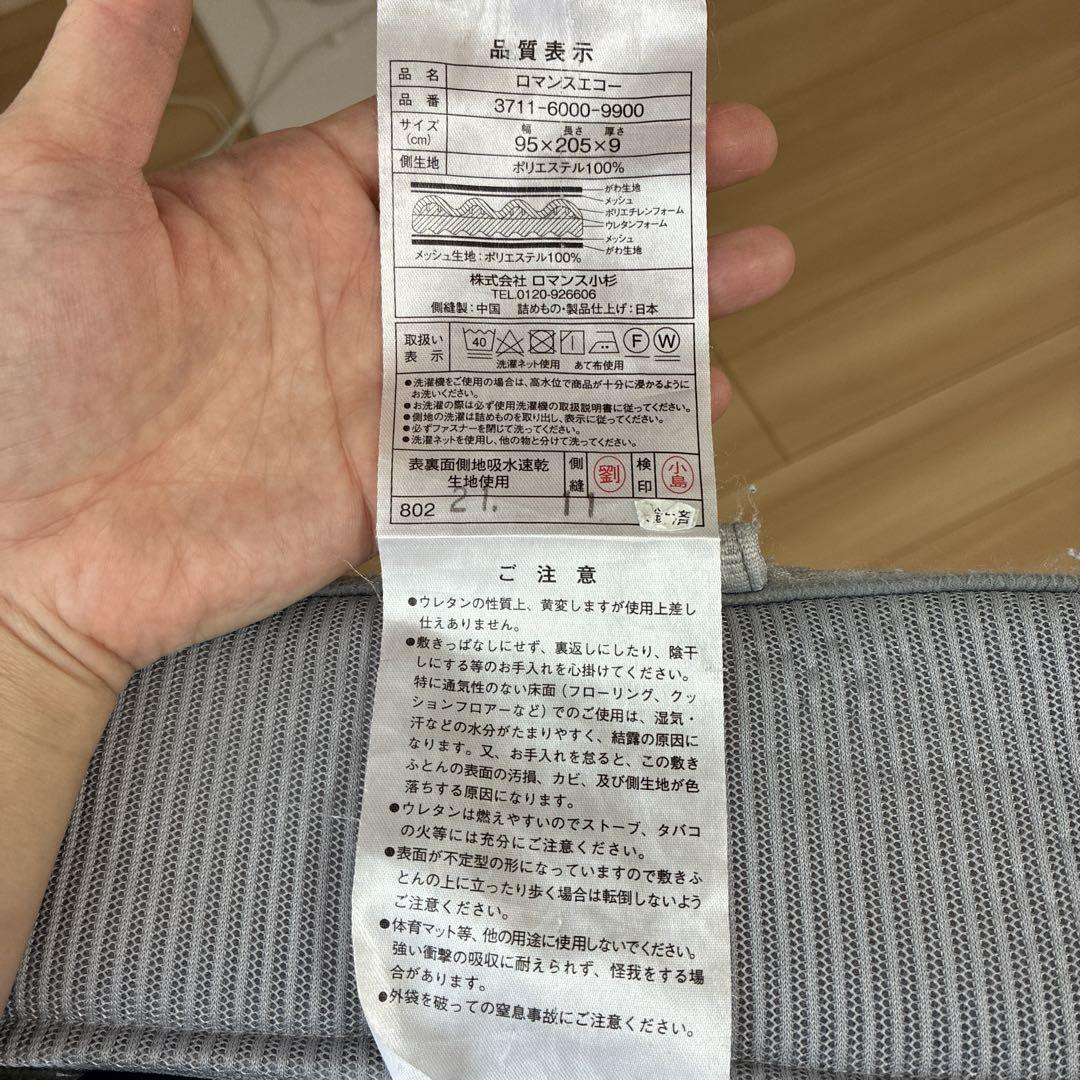 品質表示
品名 ロマンスエコー
品番 3711-6000-9900
サイズ(cm) 幅 長さ 厚さ
95×205×9
側生地 ポリエステル100%
がわ生地
メッシュ
ポリエチレンフォーム
ウレタンフォーム
メッシュ
がわ生地
メッシュ生地:ポリエステル100%
株式会社 ロマンス小杉
TEL.0120-926606
側縫製:中国 詰めもの・製品仕上げ:日本
取扱い表示 40 F W
洗濯ネット使用 あて布使用
●洗濯機をご使用の場合は、高水位で商品が十分に浸かるように
お洗いください。
●お洗濯の際は必ず使用洗濯機の取扱説明書に従ってください。
●側地の洗濯は詰めものを取り出し、表示に従ってください。
●必ずファスナーを閉じて洗ってください。
●洗濯ネットを使用し、他の物と分けて洗ってください。
表裏面側地吸水速乾
生地使用
側縫 劉 検印 小島
802 21. 11 済
ご注意
●ウレタンの性質上、黄変しますが使用上差し
仕えありません。
●敷きっぱなしにせず、裏返しにしたり、陰干
しにする等のお手入れを心掛けてください。
特に通気性のない床面(フローリング、クッ
ションフロアーなど)でのご使用は、湿気・
汗などの水分がたまりやすく、結露の原因に
なります。又、お手入れを怠ると、この敷き
ふとんの表面の汚損、カビ、及び側生地が色
落ちする原因になります。
●ウレタンは燃えやすいのでストーブ、タバコ
の火等には充分にご注意ください。
●表面が不定型の形になっていますので敷きふ
とんの上に立ったり歩く場合は転倒しないよう
ご注意ください。
●体育マット等、他の用途に使用しないでください。
強い衝撃の吸収に耐えられず、怪我をする場
合があります。
●外袋を破っての窒息事故にご注意ください。